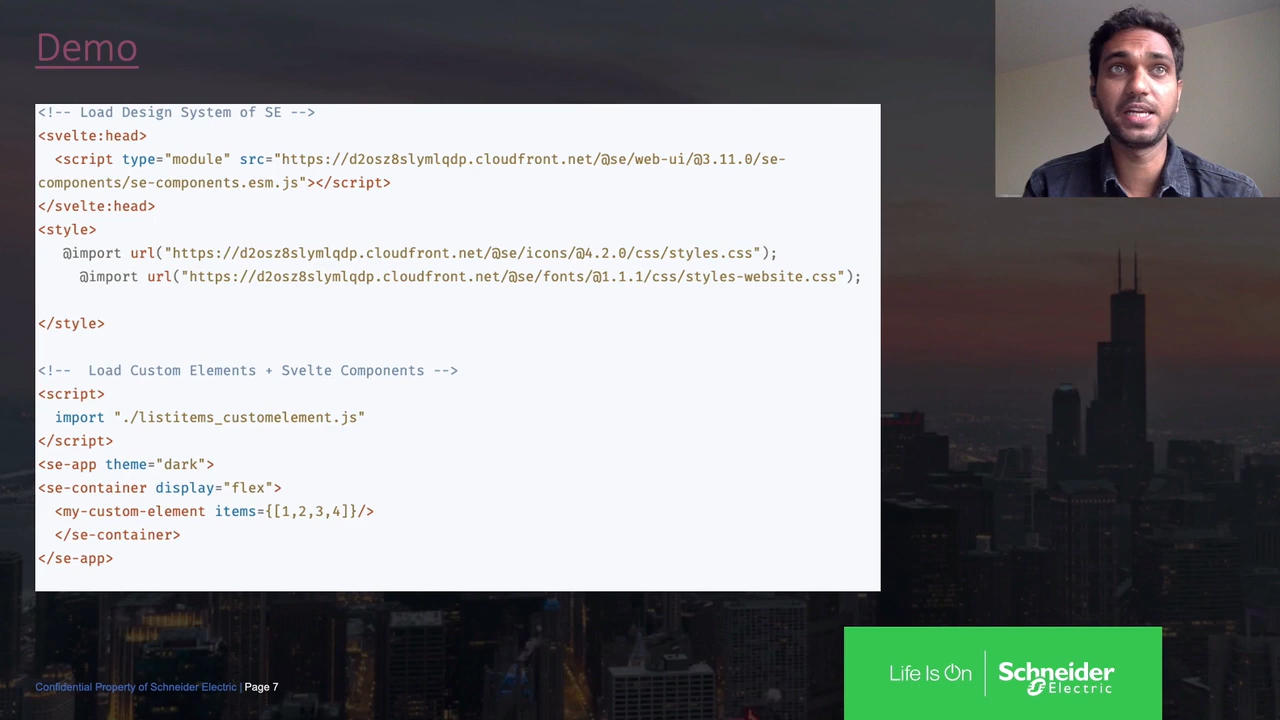 Demo
<!-- Load Design System of SE -->
<svelte:head>
<script type="module" src="https://d2osz8slymlqdp.cloudfront.net/@se/web-ui/@3.11.0/se-
components/se-components.esm.js"></script>
</svelte:head>
<style>
@import url("https://d2osz8slymlqdp.cloudfront.net/@se/icons/@4.2.0/css/styles.css");
@import url("https://d2osz8slymlqdp.cloudfront.net/@se/fonts/@1.1.1/css/styles-website.css");
</style>
<!--  Load Custom Elements + Svelte Components -->
<script>
import "./listitems_customelement.js"
</script>
<se-app theme="dark">
<se-container display="flex">
<my-custom-element items={[1,2,3,4]}/>
</se-container>
</se-app>
Confidential Property of Schneider Electric | Page 7
Life Is On
Schneider
Electric